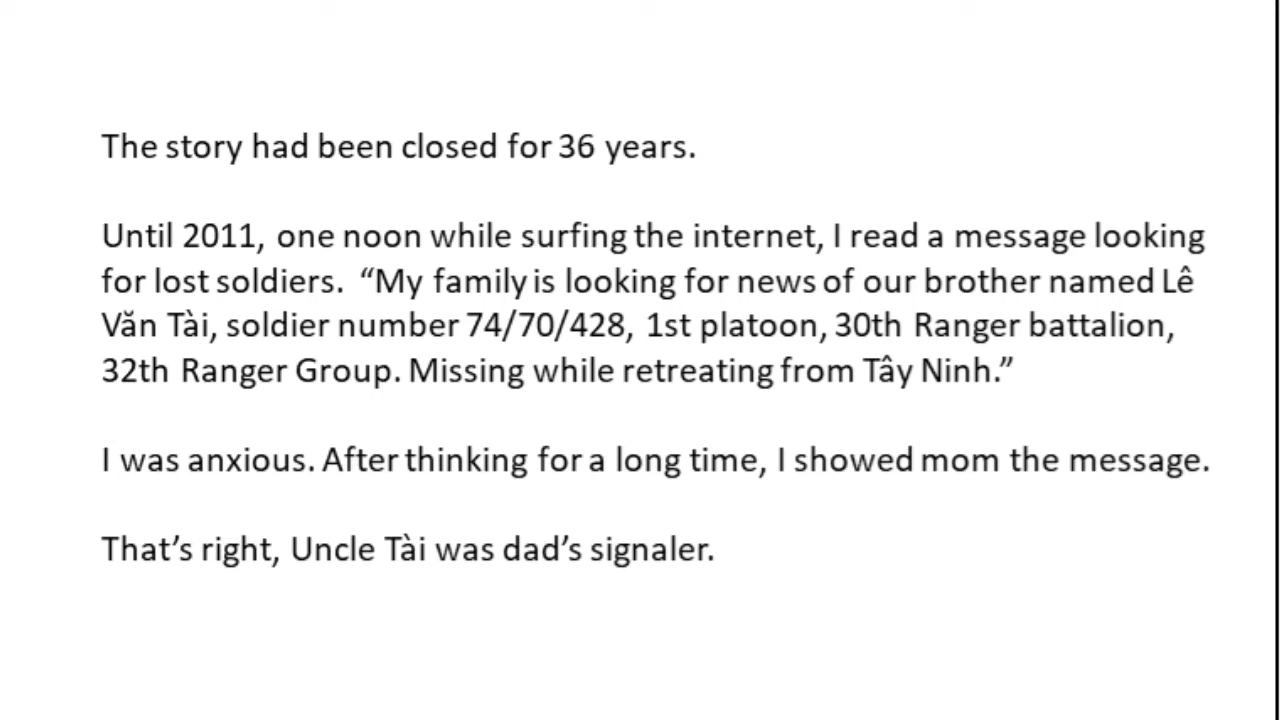 The story had been closed for 36 years.
Until 2011, one noon while surfing the internet, I read a message looking
for lost soldiers. “My family is looking for news of our brother named Lê
Văn Tài, soldier number 74/70/428, 1st platoon, 30th Ranger battalion,
32th Ranger Group. Missing while retreating from Tây Ninh.”
I was anxious. After thinking for a long time, I showed mom the message.
That’s right, Uncle Tài was dad’s signaler.